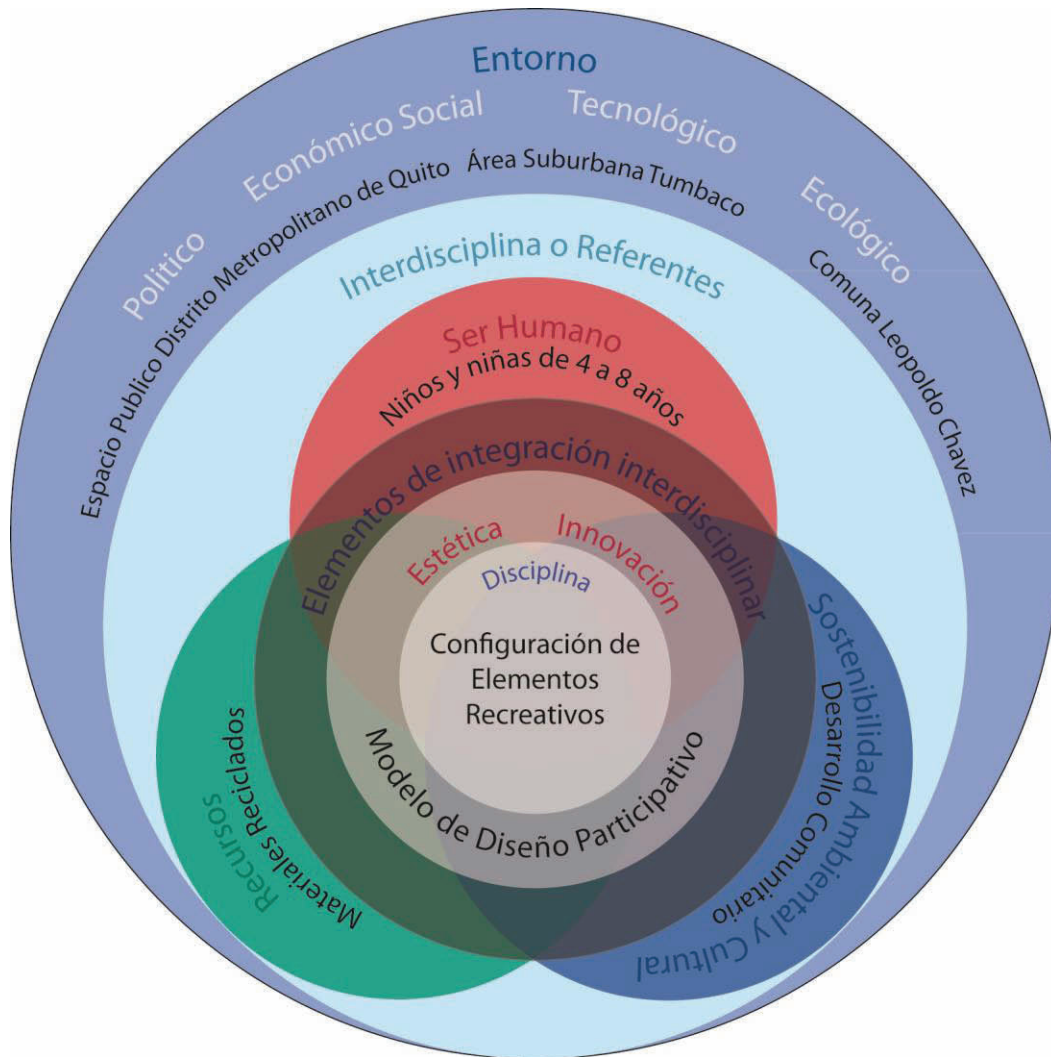 Entorno
Politico
Económico Social
Tecnológico
Ecológico
Espacio Publico Distrito Metropolitano de Quito
Área Suburbana Tumbaco
Comuna Leopoldo Chavez
Interdisciplina o Referentes
Ser Humano
Niños y niñas de 4 a 8 años
Elementos de integración interdisciplinar
Estética
Innovación
Disciplina
Configuración de
Elementos
Recreativos
Modelo de Diseño Participativo
Recursos
Materiales Reciclados
Sostenibilidad Ambiental y Cultural
Desarrollo Comunitario